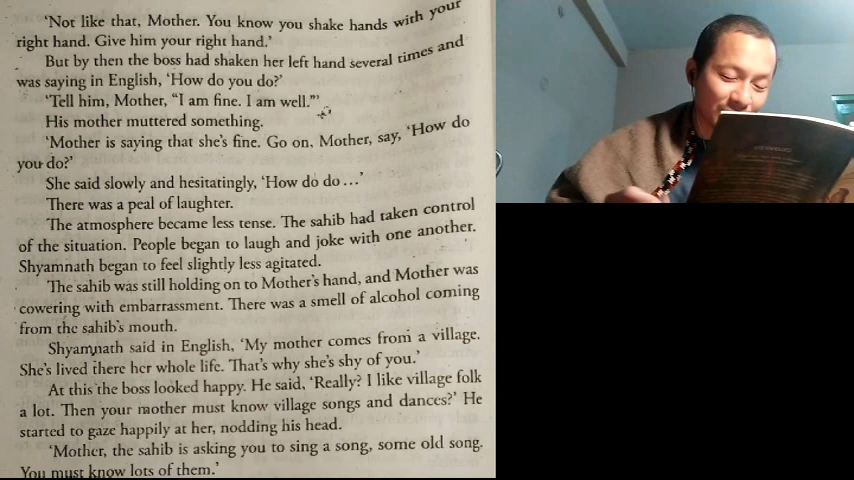 'Not like that, Mother. You know you shake hands with your
right hand. Give him your right hand.'
But by then the boss had shaken her left hand several times and
was saying in English, 'How do you do?'
'Tell him, Mother, "I am fine. I am well."'
His mother muttered something.
'Mother is saying that she's fine. Go on, Mother, say, 'How do
you do?'
She said slowly and hesitatingly, 'How do do…'
There was a peal of laughter.
The atmosphere became less tense. The sahib had taken control
of the situation. People began to laugh and joke with one another.
Shyamnath began to feel slightly less agitated.
The sahib was still holding on to Mother's hand, and Mother was
cowering with embarrassment. There was a smell of alcohol coming
from the sahib's mouth.
Shyamnath said in English, 'My mother comes from a village.
She's lived there her whole life. That's why she's shy of you.'
At this the boss looked happy. He said, 'Really? I like village folk
a lot. Then your mother must know village songs and dances?' He
started to gaze happily at her, nodding his head.
'Mother, the sahib is asking you to sing a song, some old song.
You must know lots of them.'